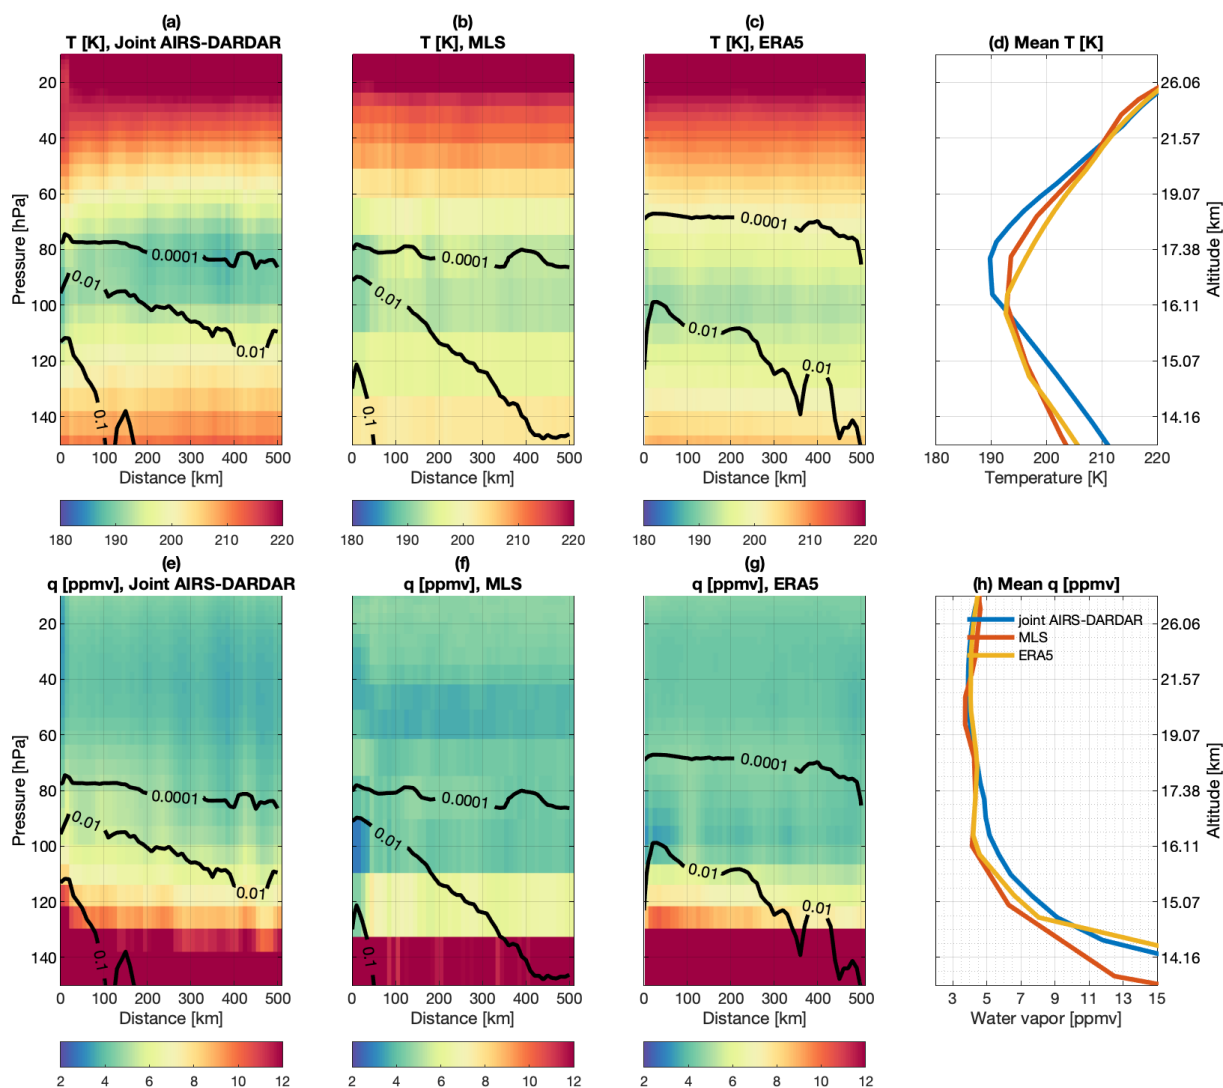 (a)
T [K], Joint AIRS-DARDAR
(b)
T [K], MLS
(c)
T [K], ERA5
(d) Mean T [K]
20
40
60
80
100
120
140
Pressure [hPa]
0.0001
0.01
0.01
0.1
0 100 200 300 400 500
Distance [km]
180 190 200 210 220
0.0001
0.01
0.1
0 100 200 300 400 500
Distance [km]
180 190 200 210 220
0.0001
0.01
0.01
0 100 200 300 400 500
Distance [km]
180 190 200 210 220
26.06
21.57
19.07
17.38
16.11
15.07
14.16
Altitude [km]
180 190 200 210 220
Temperature [K]
(e)
q [ppmv], Joint AIRS-DARDAR
(f)
q [ppmv], MLS
(g)
q [ppmv], ERA5
(h) Mean q [ppmv]
20
40
60
80
100
120
140
Pressure [hPa]
0.0001
0.01
0.01
0.1
0 100 200 300 400 500
Distance [km]
2 4 6 8 10 12
0.0001
0.01
0.1
0 100 200 300 400 500
Distance [km]
2 4 6 8 10 12
0.0001
0.01
0.01
0 100 200 300 400 500
Distance [km]
2 4 6 8 10 12
joint AIRS-DARDAR
MLS
ERA5
26.06
21.57
19.07
17.38
16.11
15.07
14.16
Altitude [km]
3 5 7 9 11 13 15
Water vapor [ppmv]